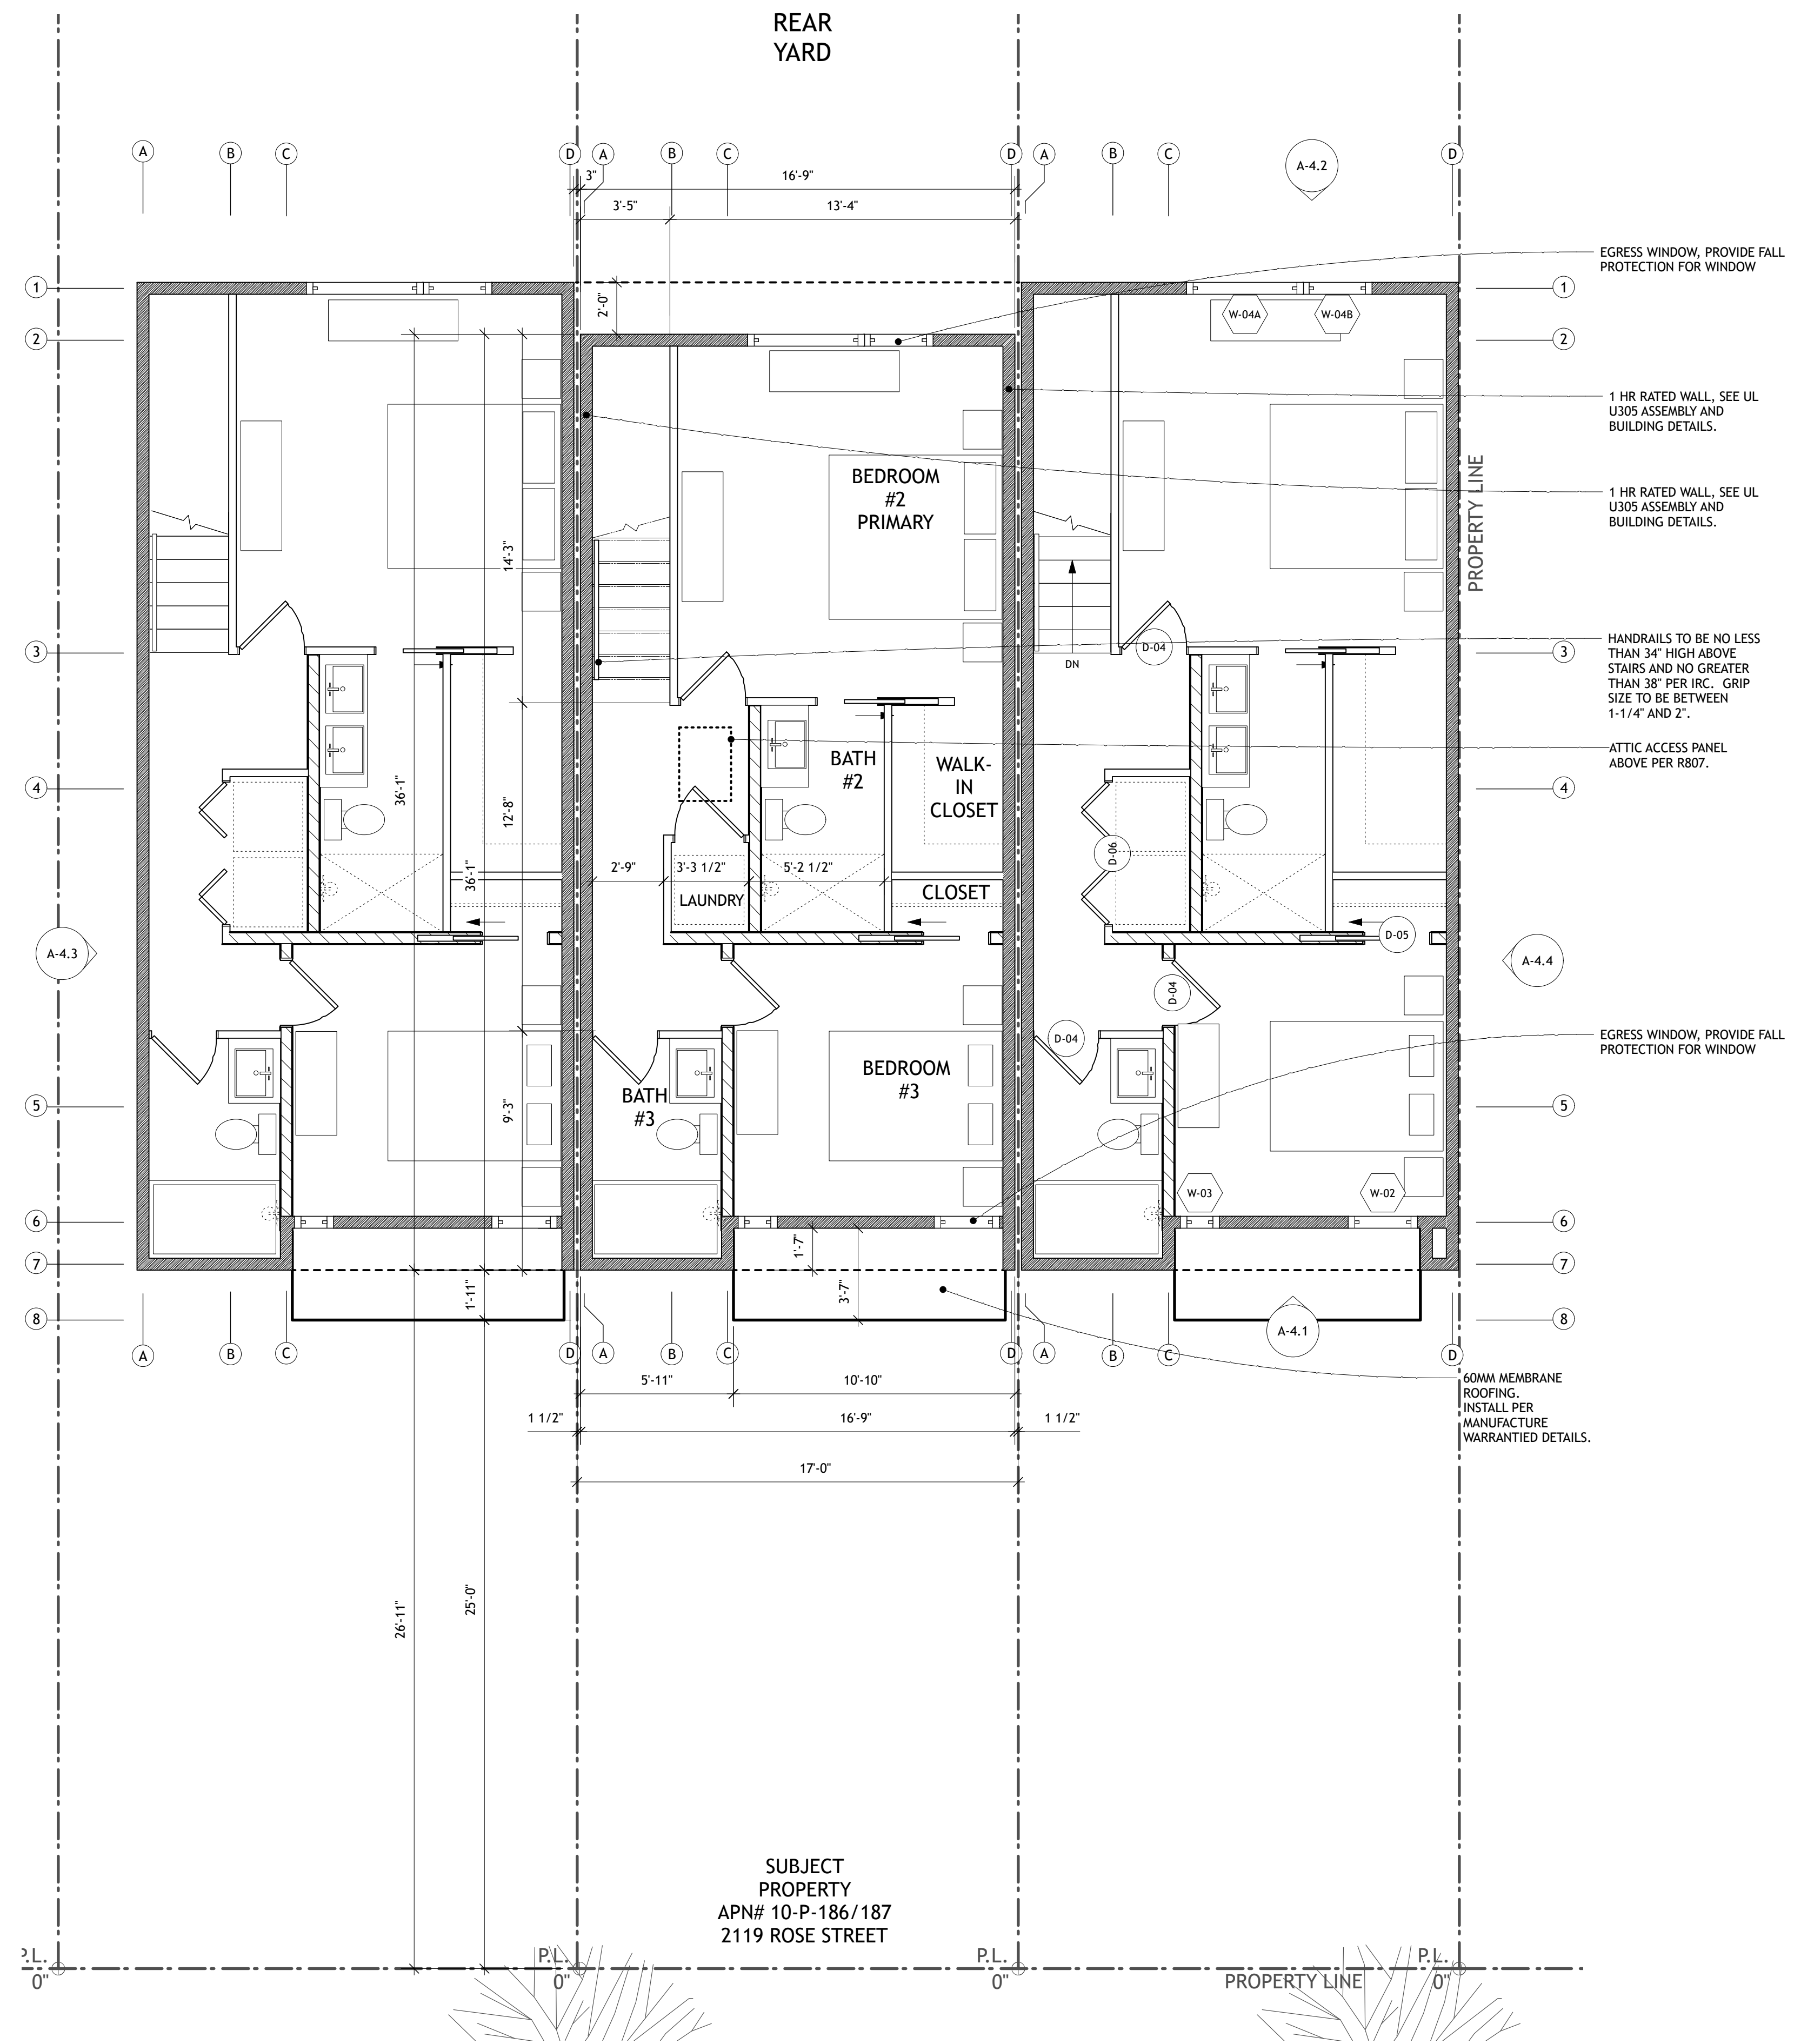 REAR
YARD
A
B
C
D
A
B
C
D
A
B
C
D
A-4.2
3"
16'-9"
3'-5"
13'-4"
EGRESS WINDOW, PROVIDE FALL
PROTECTION FOR WINDOW
1
1
2'-0"
W-04A
W-04B
2
2
1 HR RATED WALL, SEE UL
U305 ASSEMBLY AND
BUILDING DETAILS.
PROPERTY LINE
BEDROOM
#2
PRIMARY
1 HR RATED WALL, SEE UL
U305 ASSEMBLY AND
BUILDING DETAILS.
14'-3"
3
3
D-04
DN
HANDRAILS TO BE NO LESS
THAN 34" HIGH ABOVE
STAIRS AND NO GREATER
THAN 38" PER IRC. GRIP
SIZE TO BE BETWEEN
1-1/4" AND 2".
ATTIC ACCESS PANEL
ABOVE PER R807.
4
4
36'-1"
12'-8"
BATH
#2
WALK-
IN
CLOSET
36'-1"
2'-9"
3'-3 1/2"
5'-2 1/2"
D-06
LAUNDRY
CLOSET
D-05
A-4.3
A-4.4
D-04
D-04
EGRESS WINDOW, PROVIDE FALL
PROTECTION FOR WINDOW
BEDROOM
#3
BATH
#3
9'-3"
5
5
W-03
W-02
6
6
1'-7"
7
7
1'-11"
3'-7"
8
8
A-4.1
A
B
C
D
A
B
C
D
A
B
C
D
5'-11"
10'-10"
60MM MEMBRANE
ROOFING.
INSTALL PER
MANUFACTURE
WARRANTIED DETAILS.
1 1/2"
16'-9"
1 1/2"
17'-0"
26'-11"
25'-0"
SUBJECT
PROPERTY
APN# 10-P-186/187
2119 ROSE STREET
P.L.
P.L.
P.L.
P.L.
0"
0"
0"
PROPERTY LINE
0"